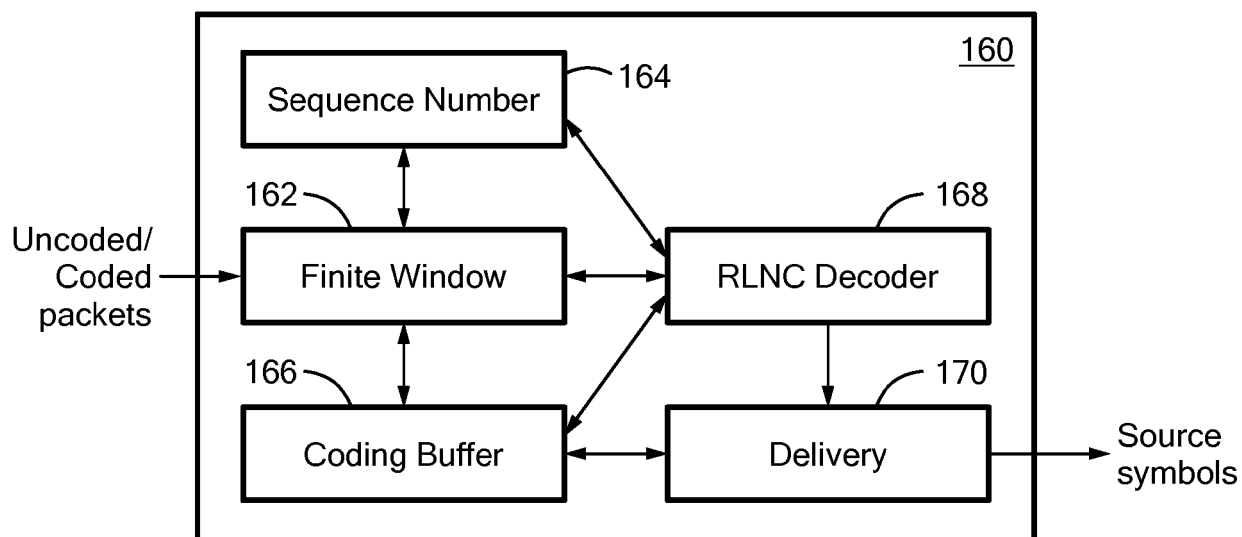 160
164
Sequence Number
162
168
Uncoded/
Coded
packets
Finite Window
RLNC Decoder
166
170
Coding Buffer
Delivery
Source
symbols